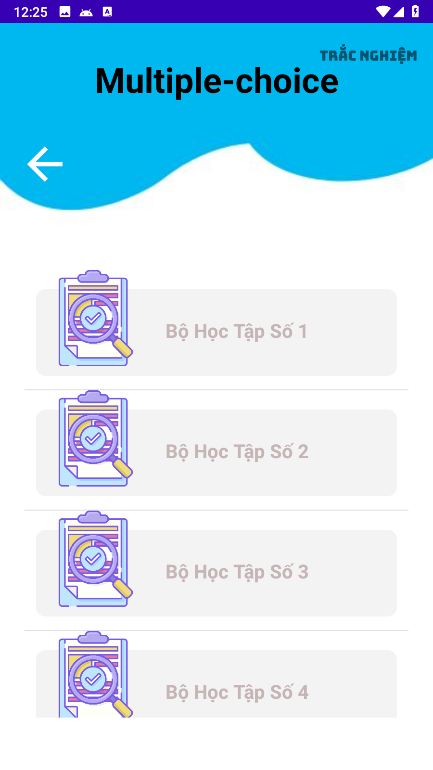 12:25
TRẮC NGHIỆM
Multiple-choice
Bộ Học Tập Số 1
Bộ Học Tập Số 2
Bộ Học Tập Số 3
Bộ Học Tập Số 4